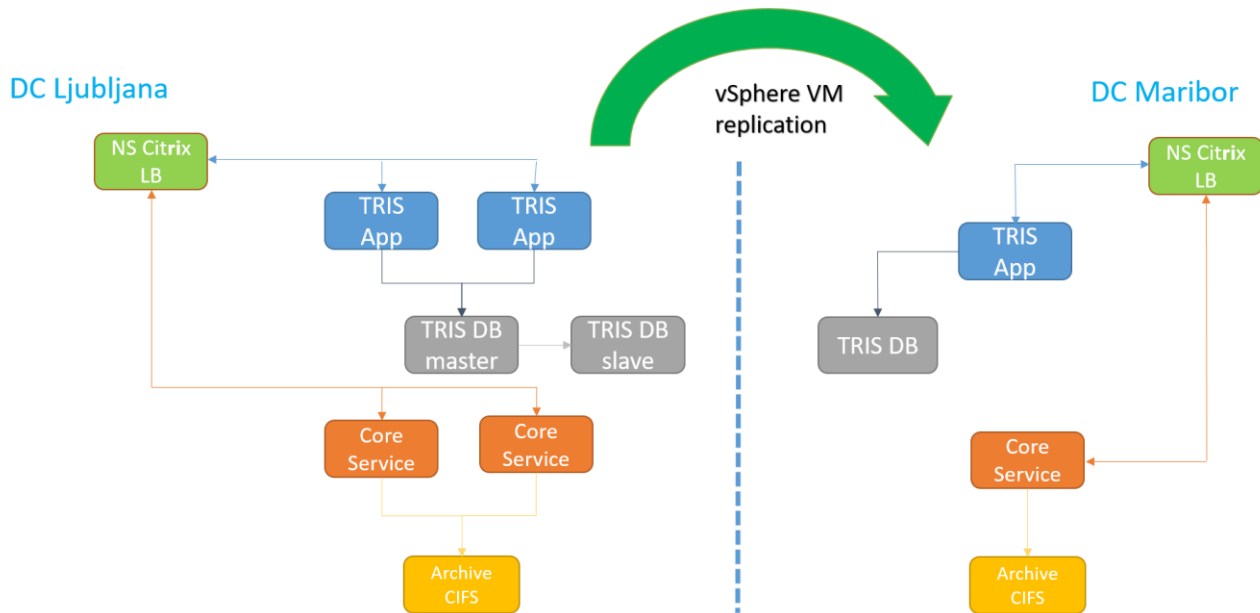 DC Ljubljana
vSphere VM
replication
DC Maribor
NS Citrix
LB
TRIS
App
TRIS
App
TRIS DB
master
TRIS DB
slave
Core
Service
Core
Service
Archive
CIFS
NS Citrix
LB
TRIS
App
TRIS DB
Core
Service
Archive
CIFS